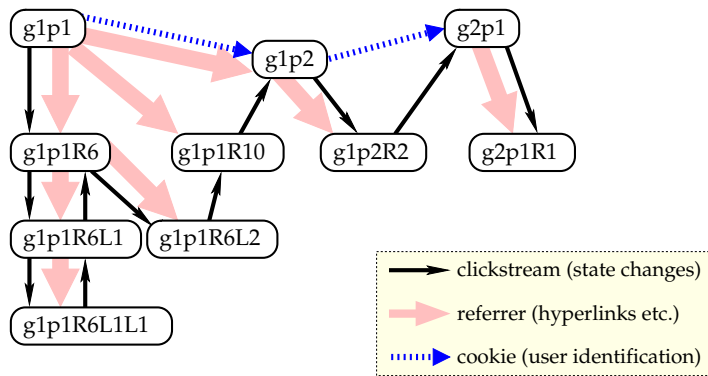 g1p1
g2p1
g1p2
g1p1R6
g1p1R10
g1p2R2
g2p1R1
g1p1R6L1
g1p1R6L2
g1p1R6L1L1
clickstream (state changes)
referrer (hyperlinks etc.)
cookie (user identification)